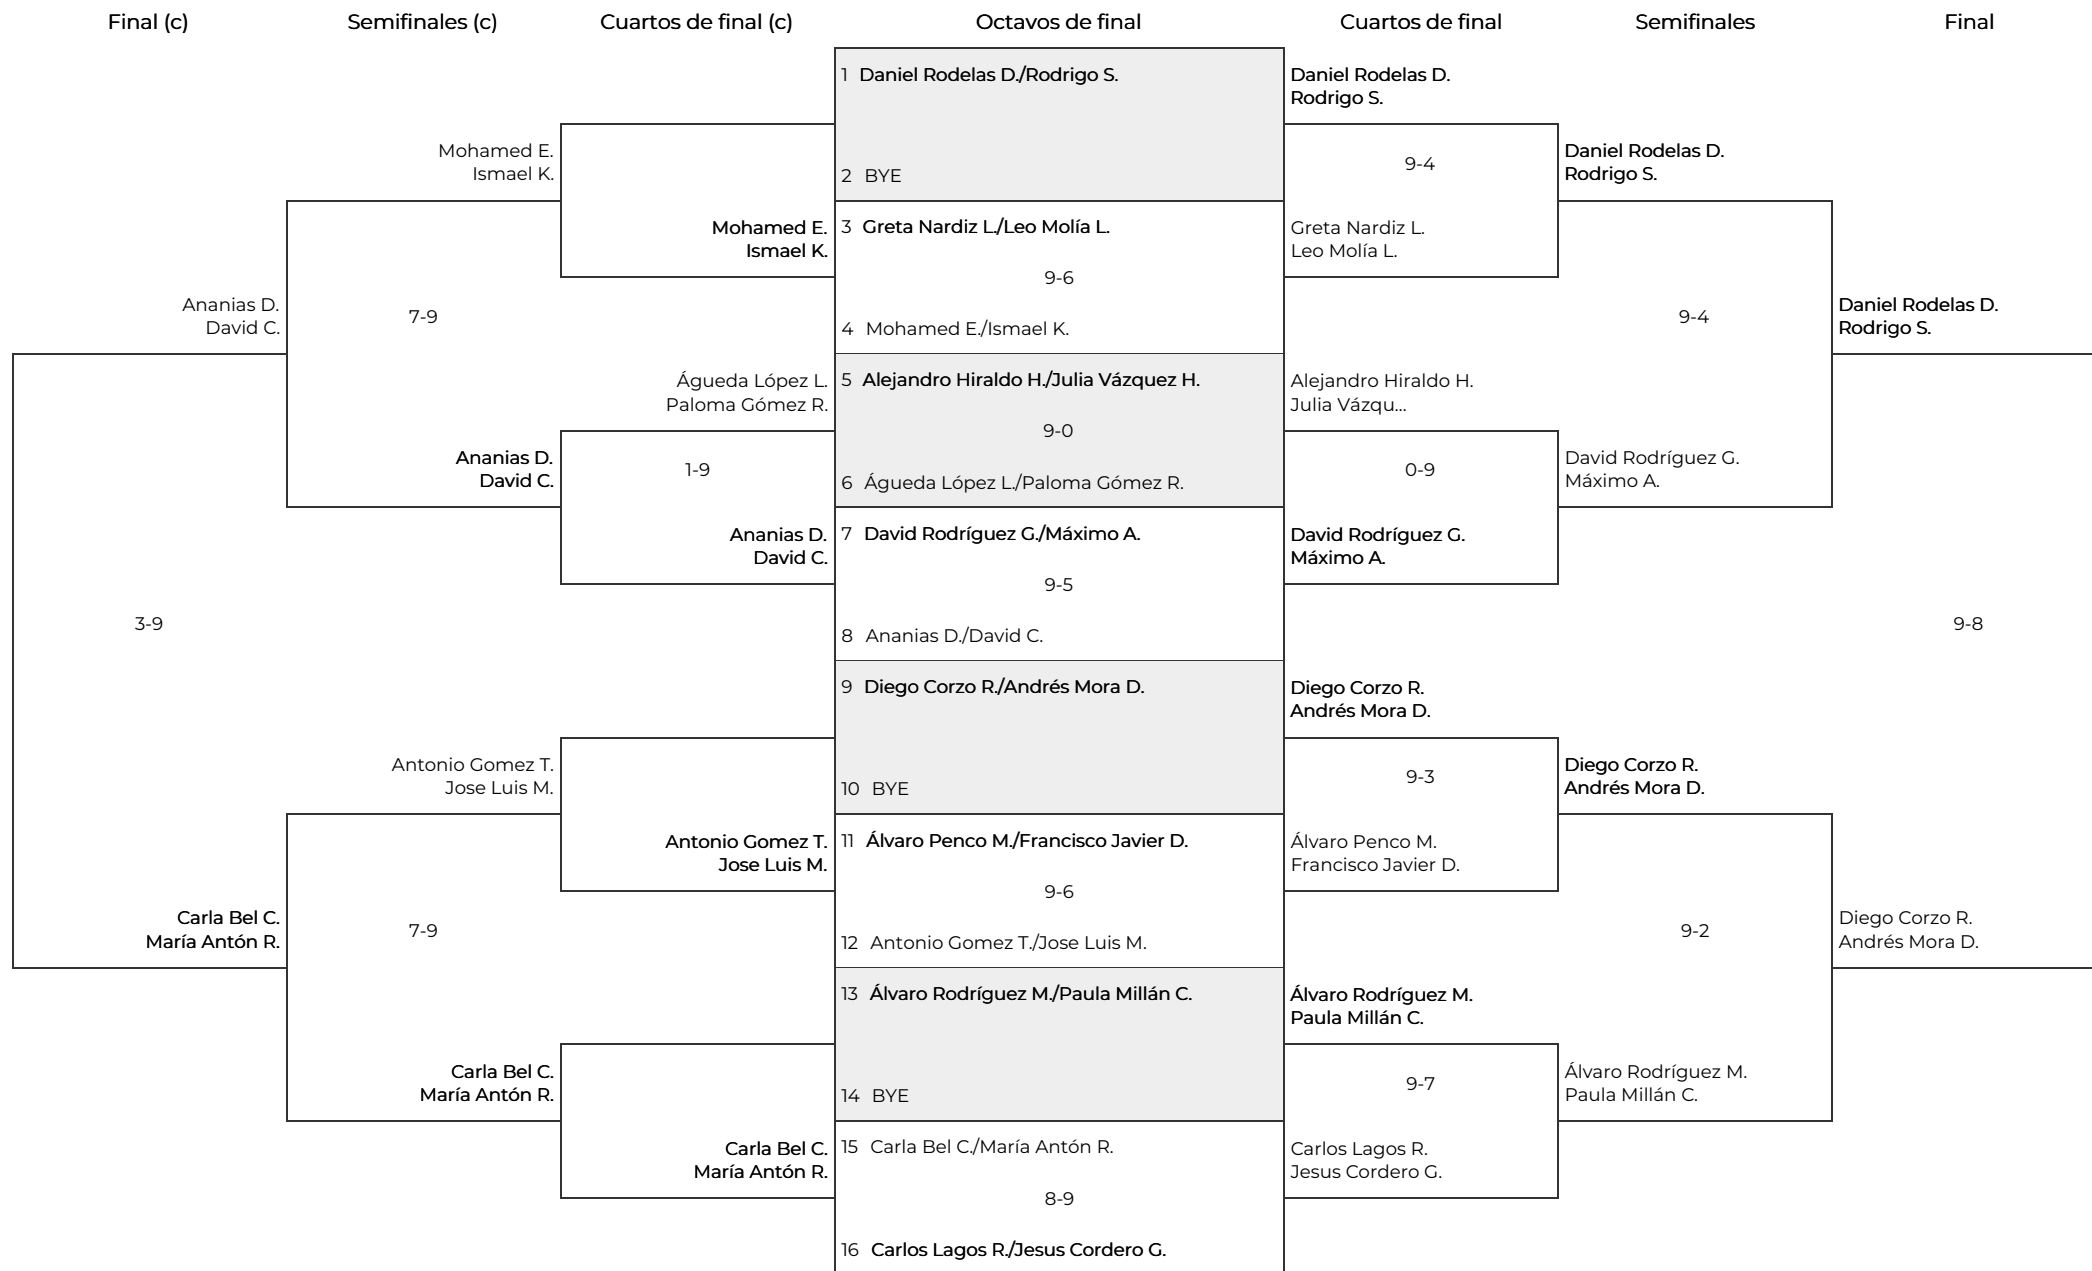 Final (c)
Semifinales (c)
Cuartos de final (c)
Octavos de final
Cuartos de final
Semifinales
Final
Ananias D.
David C.
3-9
Carla Bel C.
María Antón R.
Mohamed E.
Ismael K.
7-9
Ananias D.
David C.
Antonio Gomez T.
Jose Luis M.
7-9
Carla Bel C.
María Antón R.
Mohamed E.
Ismael K.
Águeda López L.
Paloma Gómez R.
1-9
Ananias D.
David C.
Antonio Gomez T.
Jose Luis M.
Carla Bel C.
María Antón R.
1 Daniel Rodelas D./Rodrigo S.
2 BYE
3 Greta Nardiz L./Leo Molía L.
9-6
4 Mohamed E./Ismael K.
5 Alejandro Hiraldo H./Julia Vázquez H.
9-0
6 Águeda López L./Paloma Gómez R.
7 David Rodríguez G./Máximo A.
9-5
8 Ananias D./David C.
9 Diego Corzo R./Andrés Mora D.
10 BYE
11 Álvaro Penco M./Francisco Javier D.
9-6
12 Antonio Gomez T./Jose Luis M.
13 Álvaro Rodríguez M./Paula Millán C.
14 BYE
15 Carla Bel C./María Antón R.
8-9
16 Carlos Lagos R./Jesus Cordero G.
Daniel Rodelas D.
Rodrigo S.
9-4
Greta Nardiz L.
Leo Molía L.
Alejandro Hiraldo H.
Julia Vázqu...
0-9
David Rodríguez G.
Máximo A.
Diego Corzo R.
Andrés Mora D.
9-3
Álvaro Penco M.
Francisco Javier D.
Álvaro Rodríguez M.
Paula Millán C.
9-7
Carlos Lagos R.
Jesus Cordero G.
Daniel Rodelas D.
Rodrigo S.
9-4
David Rodríguez G.
Máximo A.
Diego Corzo R.
Andrés Mora D.
9-2
Álvaro Rodríguez M.
Paula Millán C.
Daniel Rodelas D.
Rodrigo S.
9-8
Diego Corzo R.
Andrés Mora D.